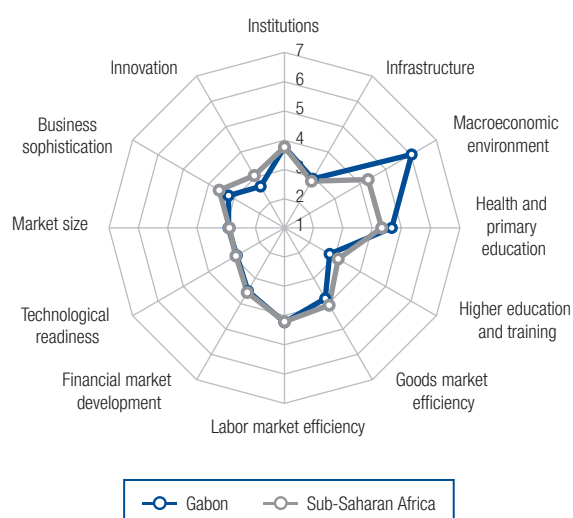 Institutions
Infrastructure
Macroeconomic
environment
Health and
primary
education
Higher education
and training
Goods market
efficiency
Labor market efficiency
Financial market
development
Technological
readiness
Market size
Business
sophistication
Innovation
7
6
5
4
3
2
1
Gabon
Sub-Saharan Africa